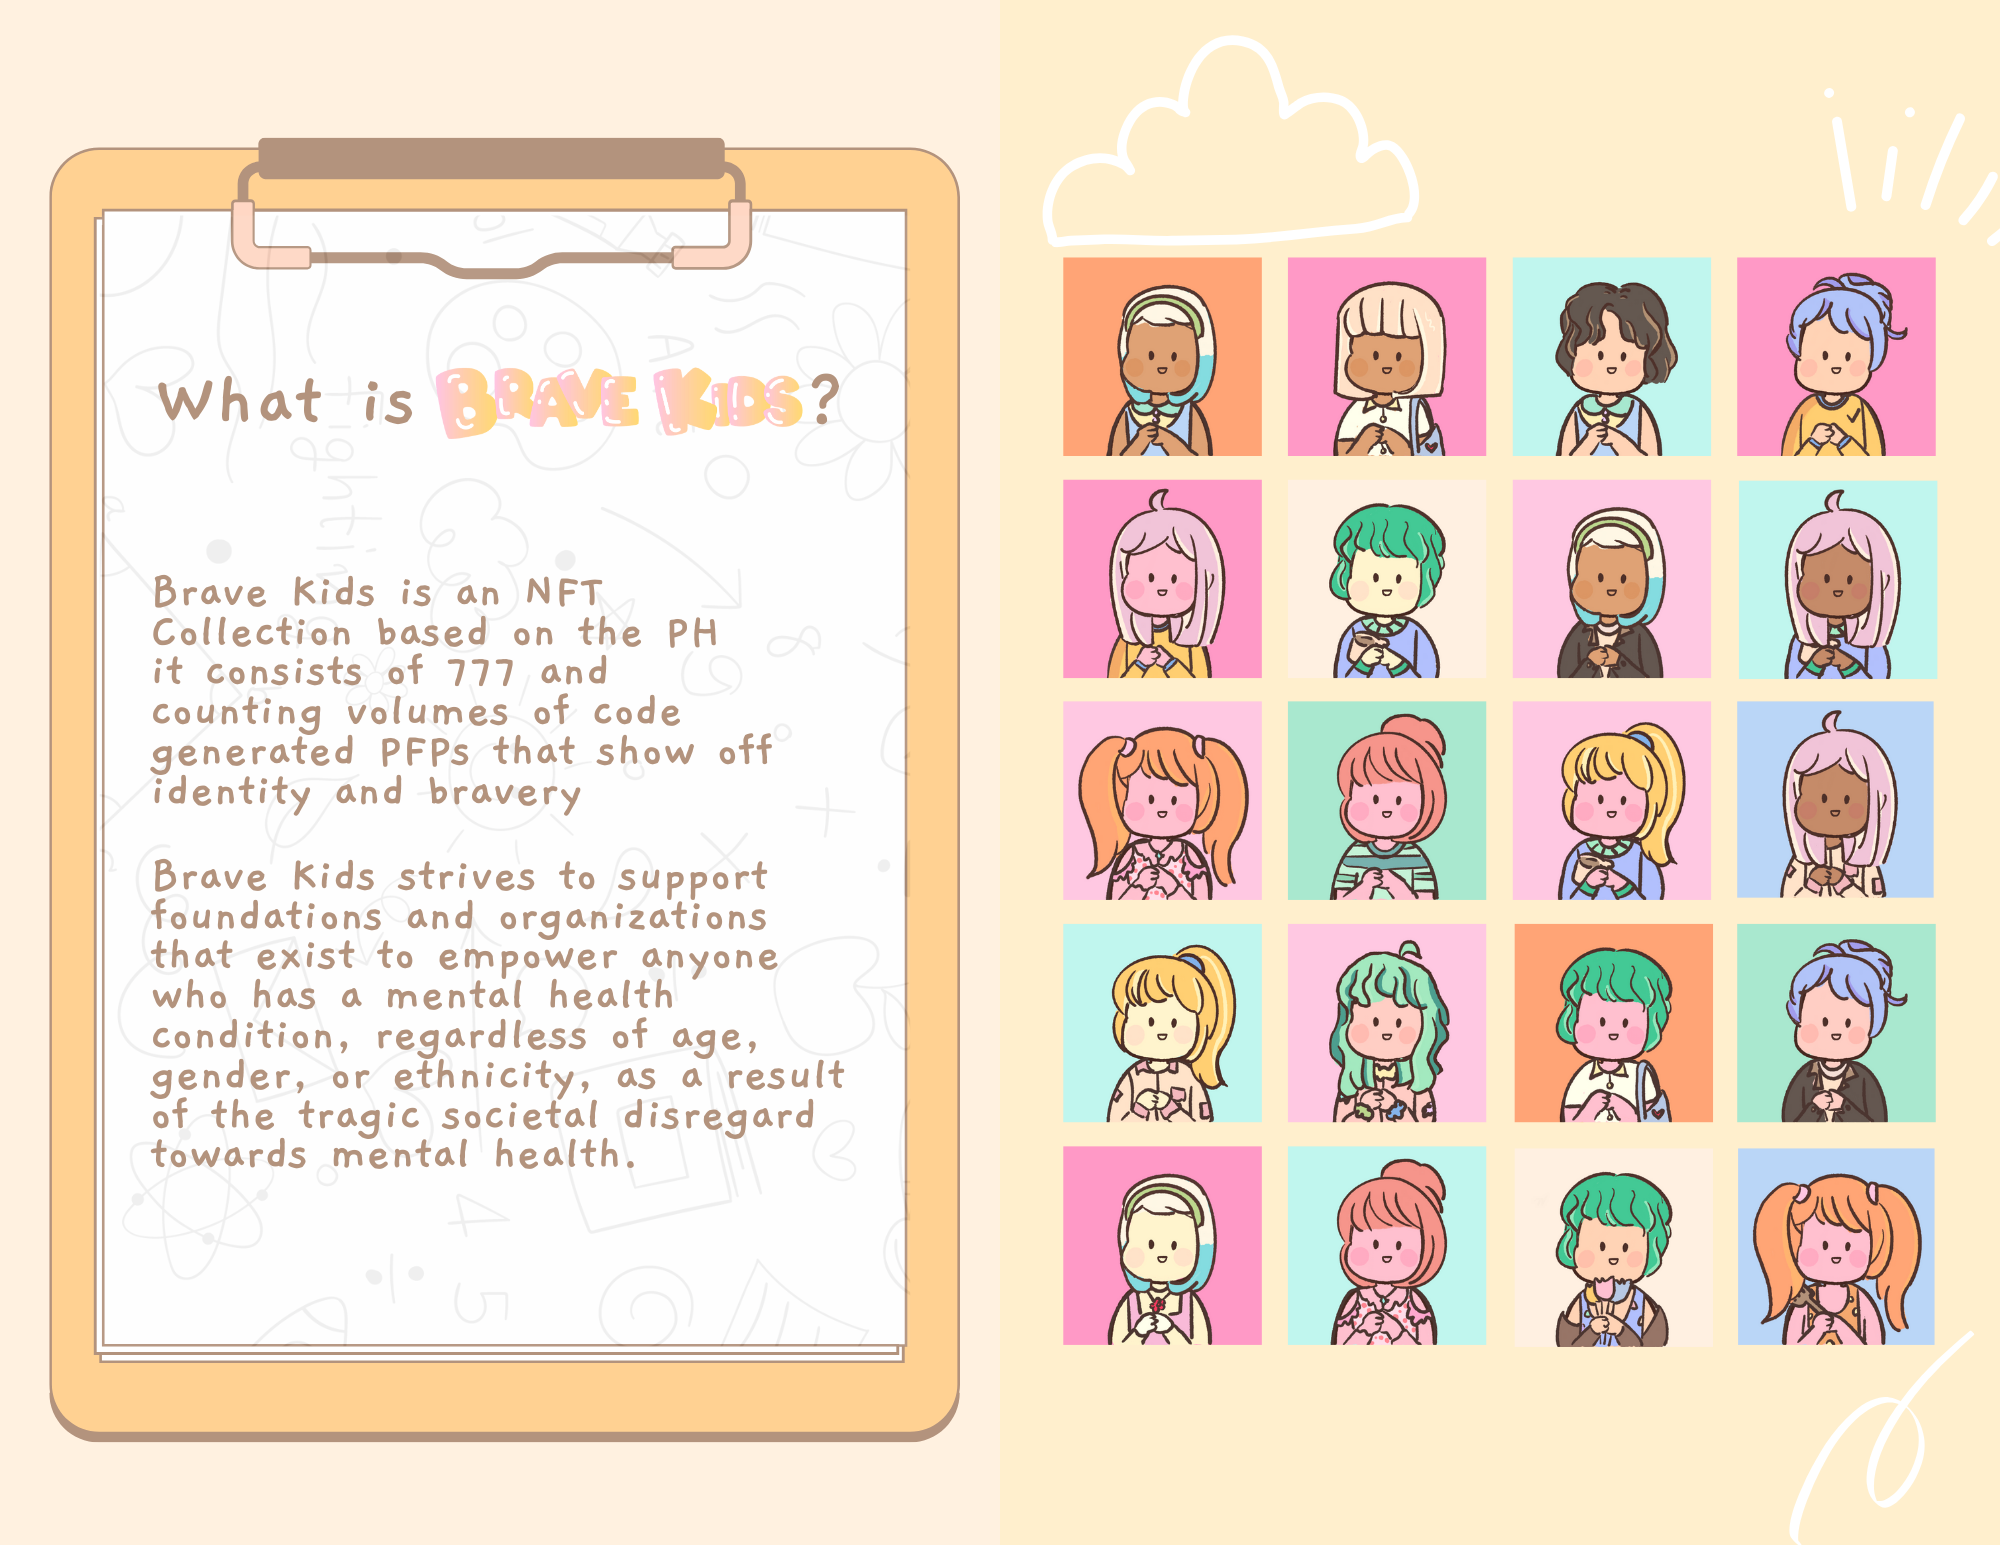 What is BRAVE KIDS?
Brave Kids is an NFT
Collection based on the PH
it consists of 777 and
counting volumes of code
generated PFPs that show off
identity and bravery
Brave Kids strives to support
foundations and organizations
that exist to empower anyone
who has a mental health
condition, regardless of age,
gender, or ethnicity, as a result
of the tragic societal disregard
towards mental health.